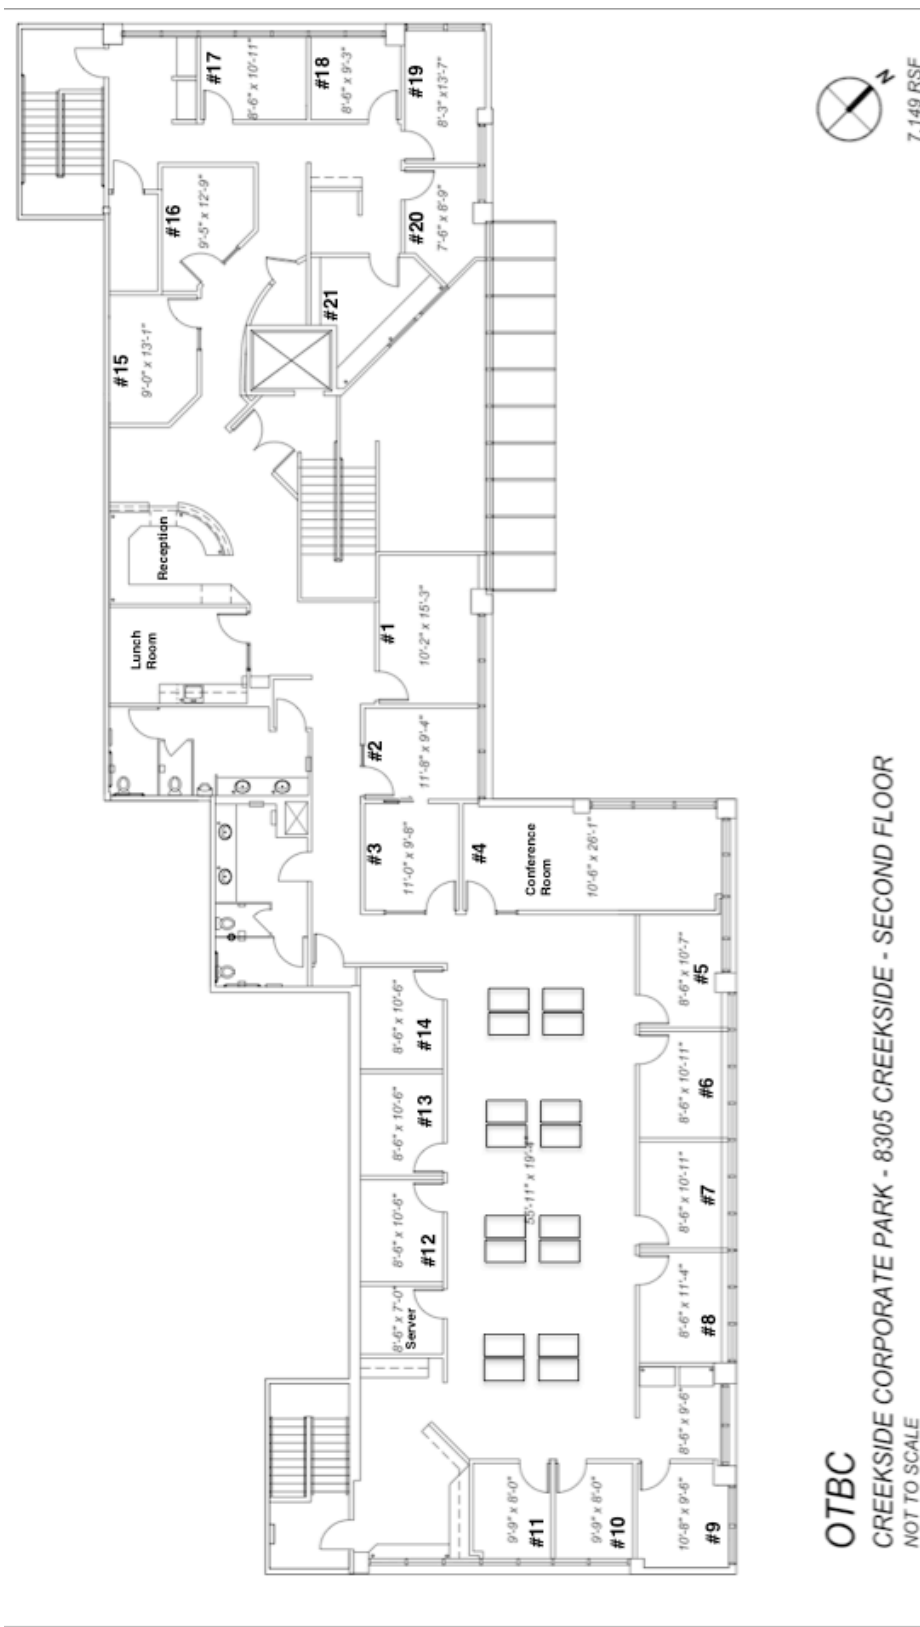 #17
8'-6" x 10'-11"
#18
8'-6" x 9'-3"
#19
8'-3" x13'-7"
#16
9'-5" x 12'-9"
#20
7'-6" x 8'-9"
#21
#15
9'-0" x 13'-1"
Reception
Lunch
Room
#1
10'-2" x 15'-3"
#2
11'-8" x 9'-4"
#3
11'-0" x 9'-8"
#4
Conference
Room
10'-6" x 26'-1"
8'-6" x 10'-7"
#5
8'-6" x 10'-11"
#6
8'-6" x 10'-11"
#7
8'-6" x 11'-4"
#8
8'-6" x 9'-6"
10'-8" x 9'-6"
#9
9'-9" x 8'-0"
#10
9'-9" x 8'-0"
#11
8'-6" x 10'-6"
#12
8'-6" x 10'-6"
#13
8'-6" x 10'-6"
#14
8'-6" x 7'-0"
Server
55'-11" x 19'-4"
N
7,149 RSF
OTBC
CREEKSIDE CORPORATE PARK - 8305 CREEKSIDE - SECOND FLOOR
NOT TO SCALE